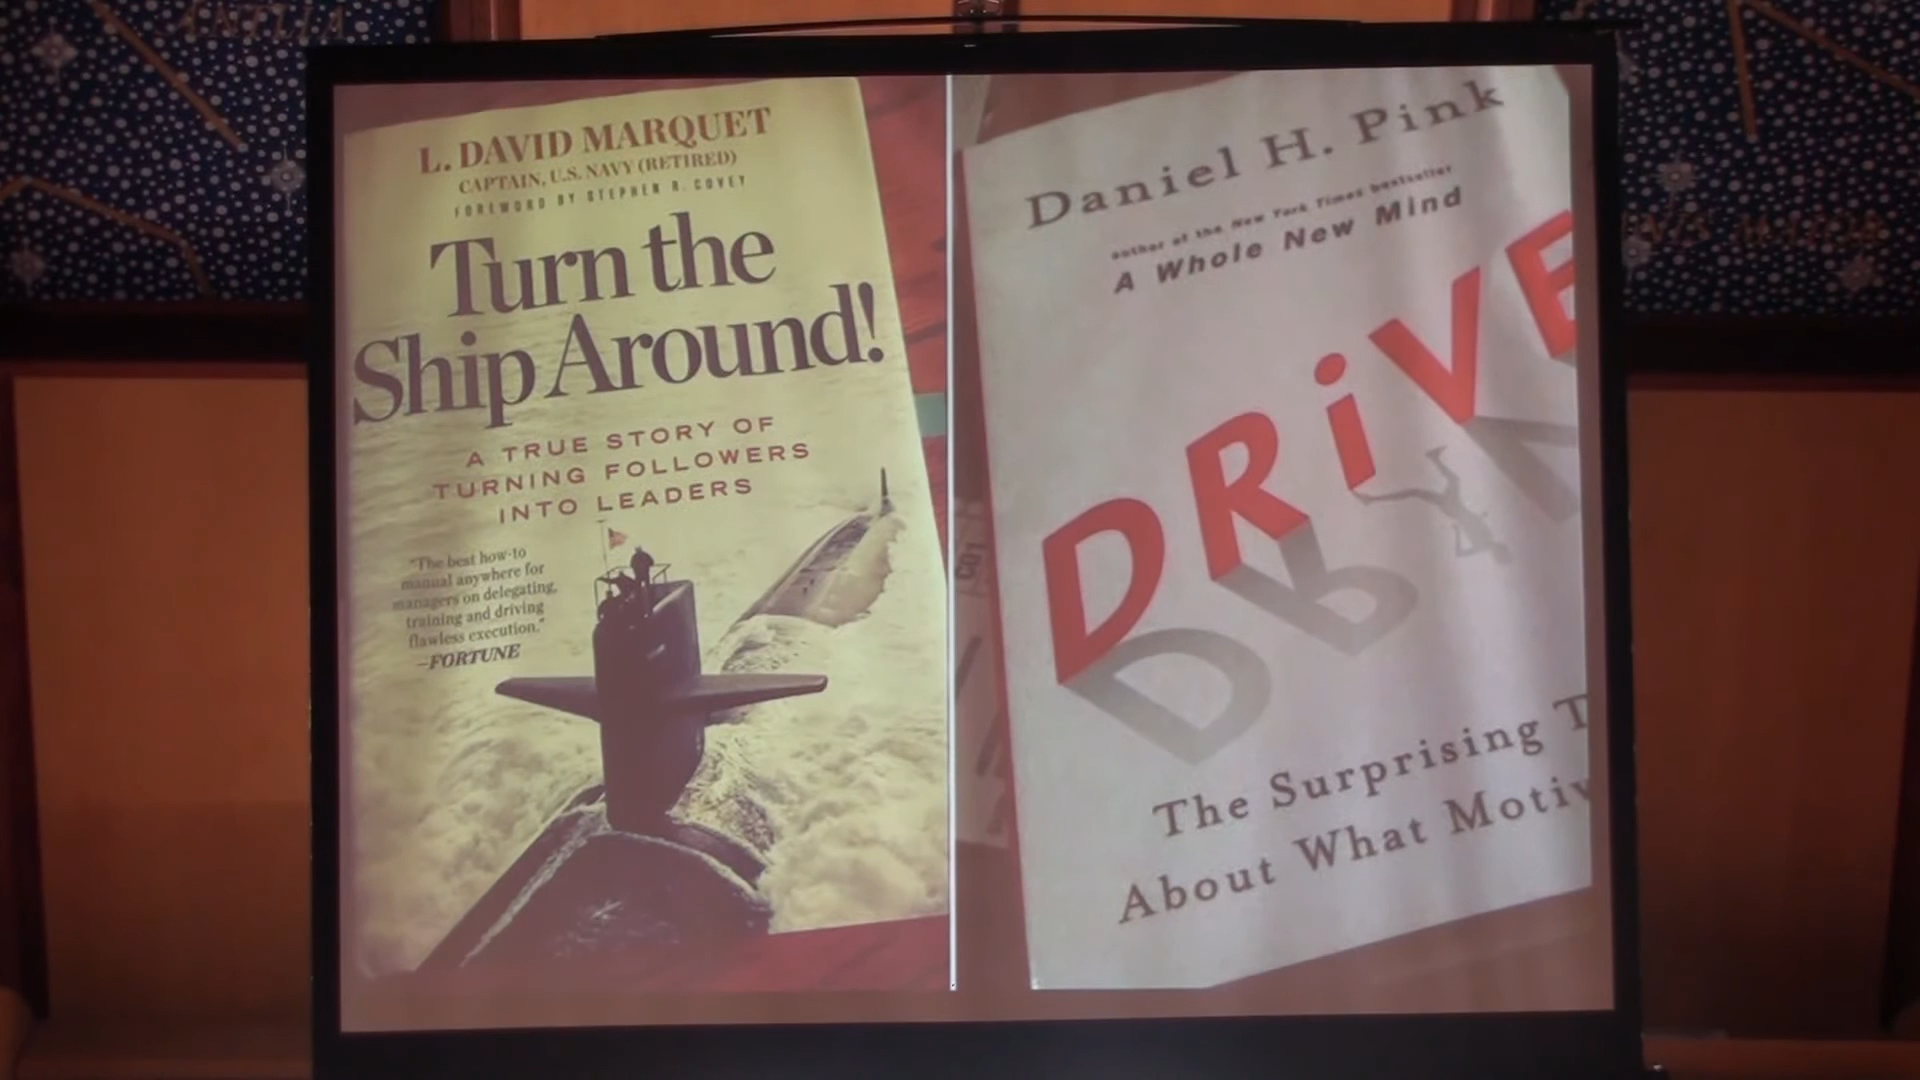 L. DAVID MARQUET
CAPTAIN, U.S. NAVY (RETIRED)
FOREWORD BY STEPHEN R. COVEY
Turn the
Ship Around!
A TRUE STORY OF
TURNING FOLLOWERS
INTO LEADERS
"The best how-to
manual anywhere for
managers on delegating,
training and driving
flawless execution."
–FORTUNE
Daniel H. Pink
author of the New York Times bestseller
A Whole New Mind
DRiVE
The Surprising T
About What Motiv